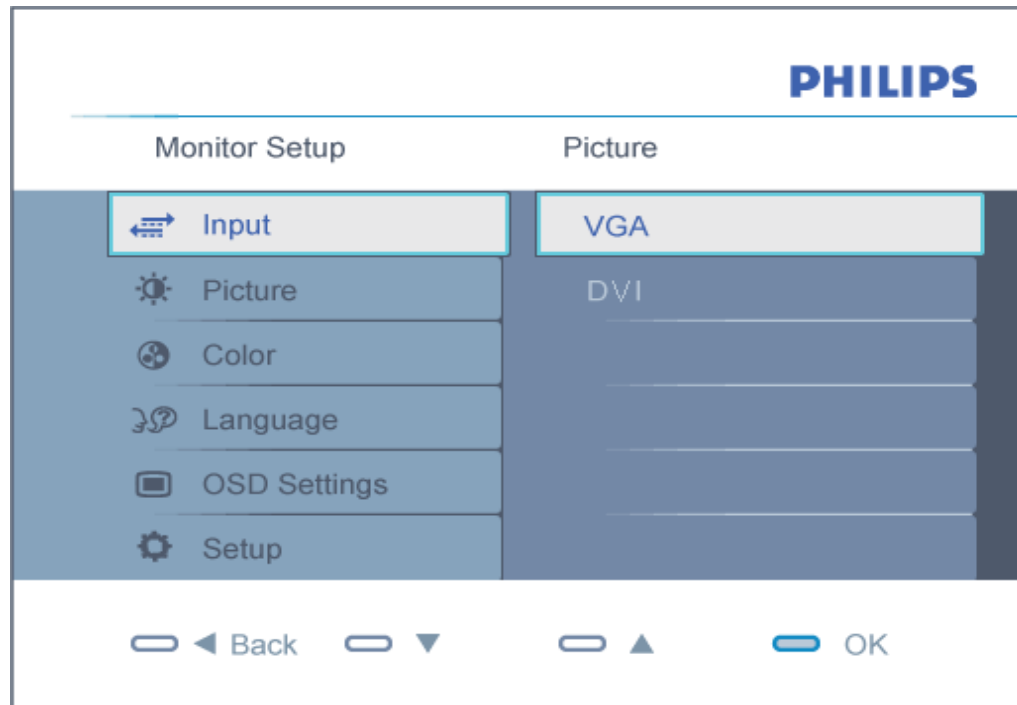 PHILIPS
Monitor Setup Picture
Input VGA
Picture DVI
Color
Language
OSD Settings
Setup
Back OK